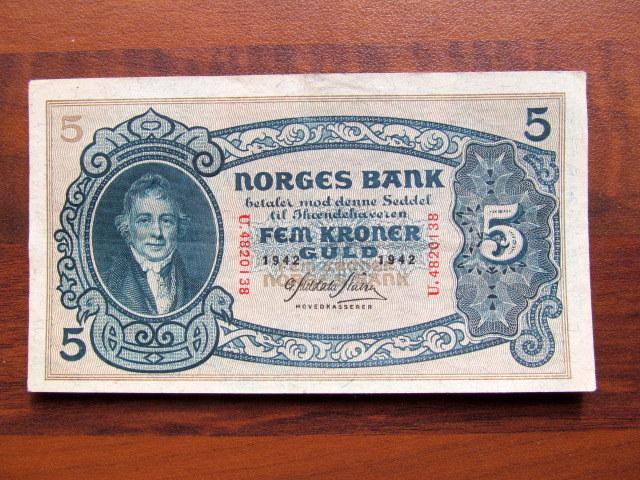 5
5
NORGES BANK
betaler mod denne Seddel
til Ihændehaveren
FEM KRONER
GULD
1942 1942
NORGES BANK
HOVEDKASSERER
U.4820138
U.4820138
5
5